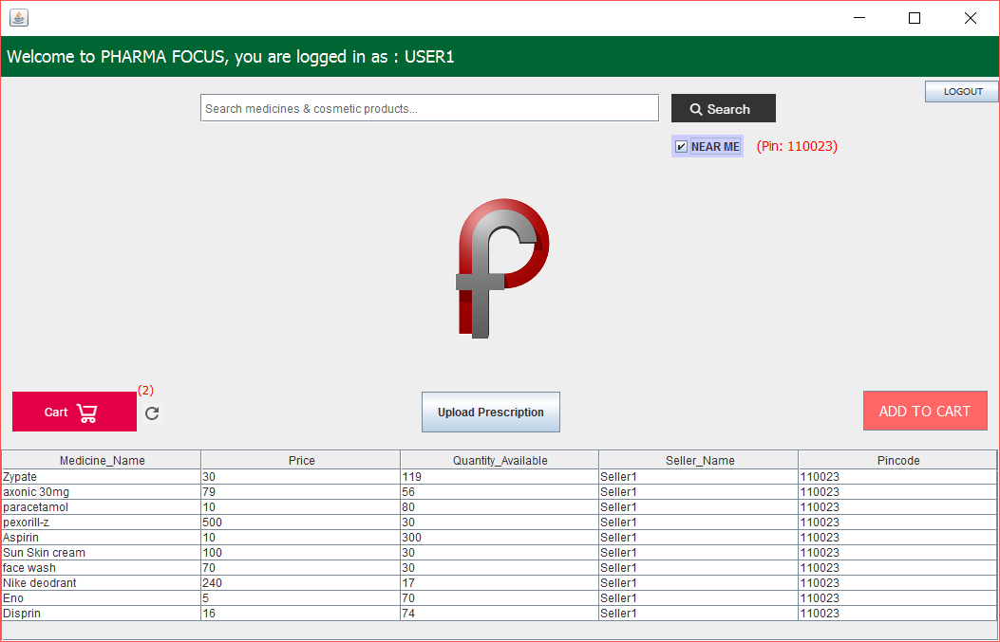 Welcome to PHARMA FOCUS, you are logged in as : USER1
LOGOUT
Search medicines & cosmetic products...
Search
NEAR ME (Pin: 110023)
(2)
Cart
Upload Prescription
ADD TO CART
Medicine_Name Price Quantity_Available Seller_Name Pincode
Zypate 30 119 Seller1 110023
axonic 30mg 79 56 Seller1 110023
paracetamol 10 80 Seller1 110023
pexorill-z 500 30 Seller1 110023
Aspirin 10 300 Seller1 110023
Sun Skin cream 100 30 Seller1 110023
face wash 70 30 Seller1 110023
Nike deodrant 240 17 Seller1 110023
Eno 5 70 Seller1 110023
Disprin 16 74 Seller1 110023